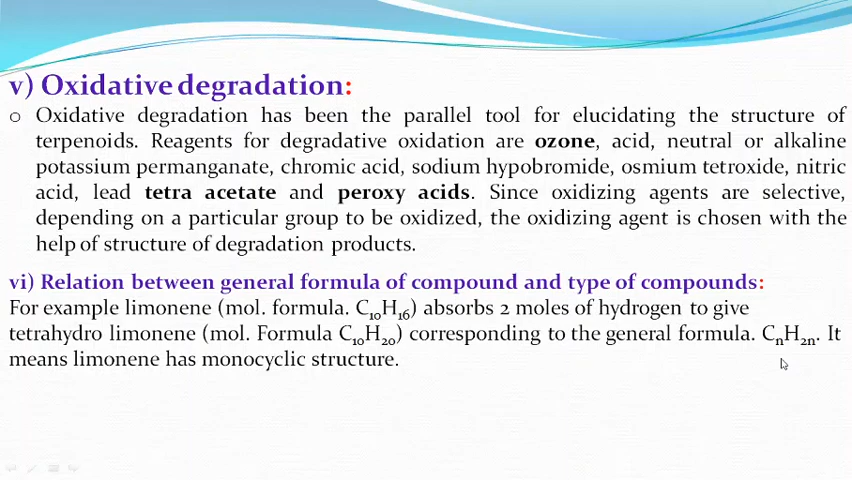 v) Oxidative degradation:
o Oxidative degradation has been the parallel tool for elucidating the structure of
terpenoids. Reagents for degradative oxidation are ozone, acid, neutral or alkaline
potassium permanganate, chromic acid, sodium hypobromide, osmium tetroxide, nitric
acid, lead tetra acetate and peroxy acids. Since oxidizing agents are selective,
depending on a particular group to be oxidized, the oxidizing agent is chosen with the
help of structure of degradation products.
vi) Relation between general formula of compound and type of compounds:
For example limonene (mol. formula. C₁₀H₁₆) absorbs 2 moles of hydrogen to give
tetrahydro limonene (mol. Formula C₁₀H₂₀) corresponding to the general formula. CₙH₂ₙ. It
means limonene has monocyclic structure.